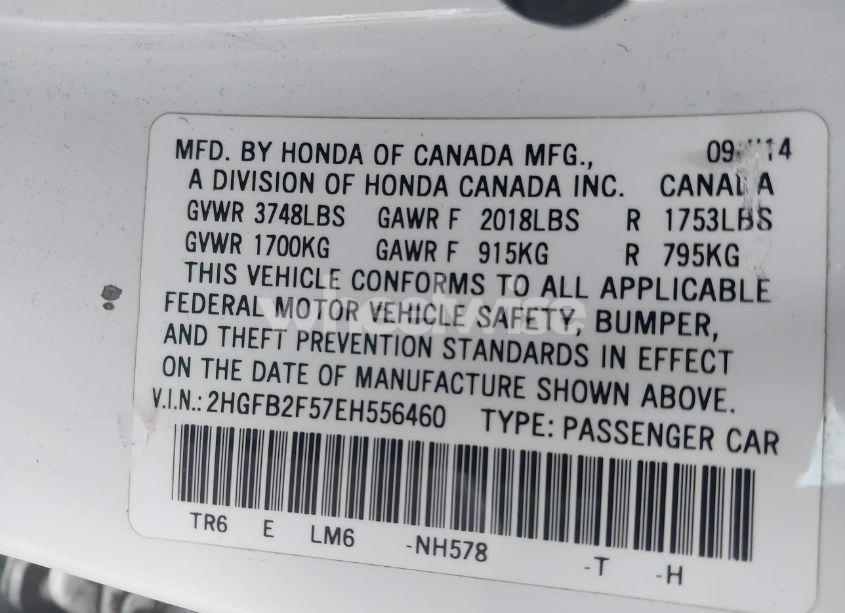 MFD. BY HONDA OF CANADA MFG., 14
A DIVISION OF HONDA CANADA INC. CANADA
GVWR 3748LBS GAWR F 2018LBS R 1753LBS
GVWR 1700KG GAWR F 915KG R 795KG
THIS VEHICLE CONFORMS TO ALL APPLICABLE
FEDERAL MOTOR VEHICLE SAFETY, BUMPER,
wheelwise
AND THEFT PREVENTION STANDARDS IN EFFECT
ON THE DATE OF MANUFACTURE SHOWN ABOVE.
V.I.N.: 2HGFB2F57EH556460 TYPE: PASSENGER CAR
TR6 E LM6 -NH578 -T -H